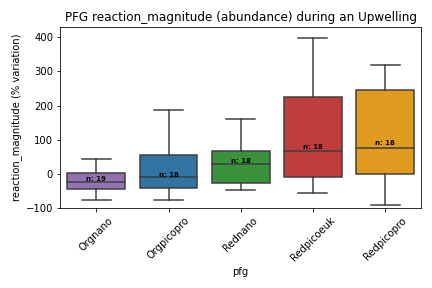 PFG reaction_magnitude (abundance) during an Upwelling
reaction_magnitude (% variation)
400
300
200
100
0
−100
n: 19
n: 18
n: 18
n: 18
n: 18
Orgnano
Orgpicopro
Rednano
Redpicoeuk
Redpicopro
pfg